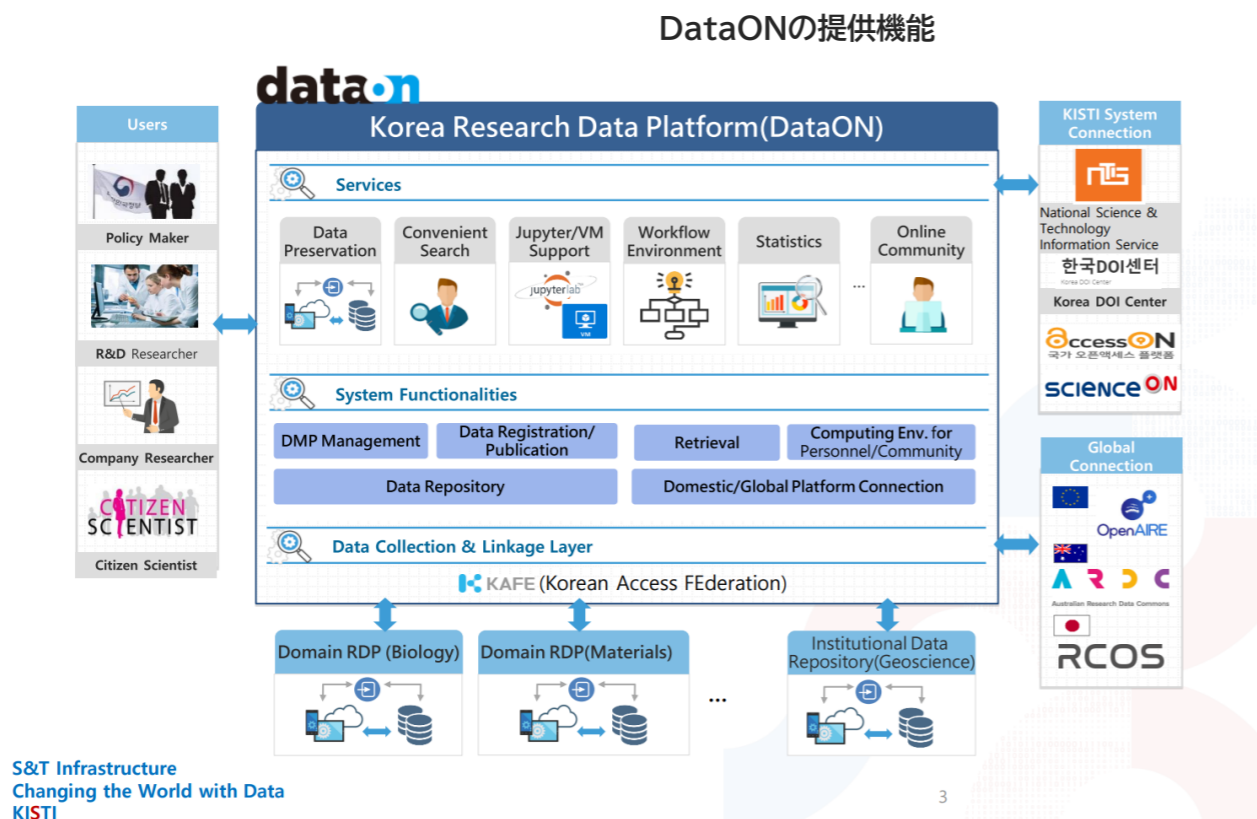 DataONの提供機能
dataon
Korea Research Data Platform(DataON)
Users
Policy Maker
R&D Researcher
Company Researcher
CITIZEN
SCIENTIST
Citizen Scientist
Services
Data
Preservation
Convenient
Search
Jupyter/VM
Support
Workflow
Environment
Statistics
...
Online
Community
jupyterlab
VM
System Functionalities
DMP Management
Data Registration/
Publication
Retrieval
Computing Env. for
Personnel/Community
Data Repository
Domestic/Global Platform Connection
Data Collection & Linkage Layer
KAFE (Korean Access FEderation)
Domain RDP (Biology)
Domain RDP(Materials)
...
Institutional Data
Repository(Geoscience)
KISTI System
Connection
NTIS
National Science &
Technology
Information Service
한국DOI센터
Korea DOI Center
Korea DOI Center
accessON
국가 오픈액세스 플랫폼
SCIENCE ON
Global
Connection
OpenAIRE
ARDC
Australian Research Data Commons
RCOS
S&T Infrastructure
Changing the World with Data
KISTI
3